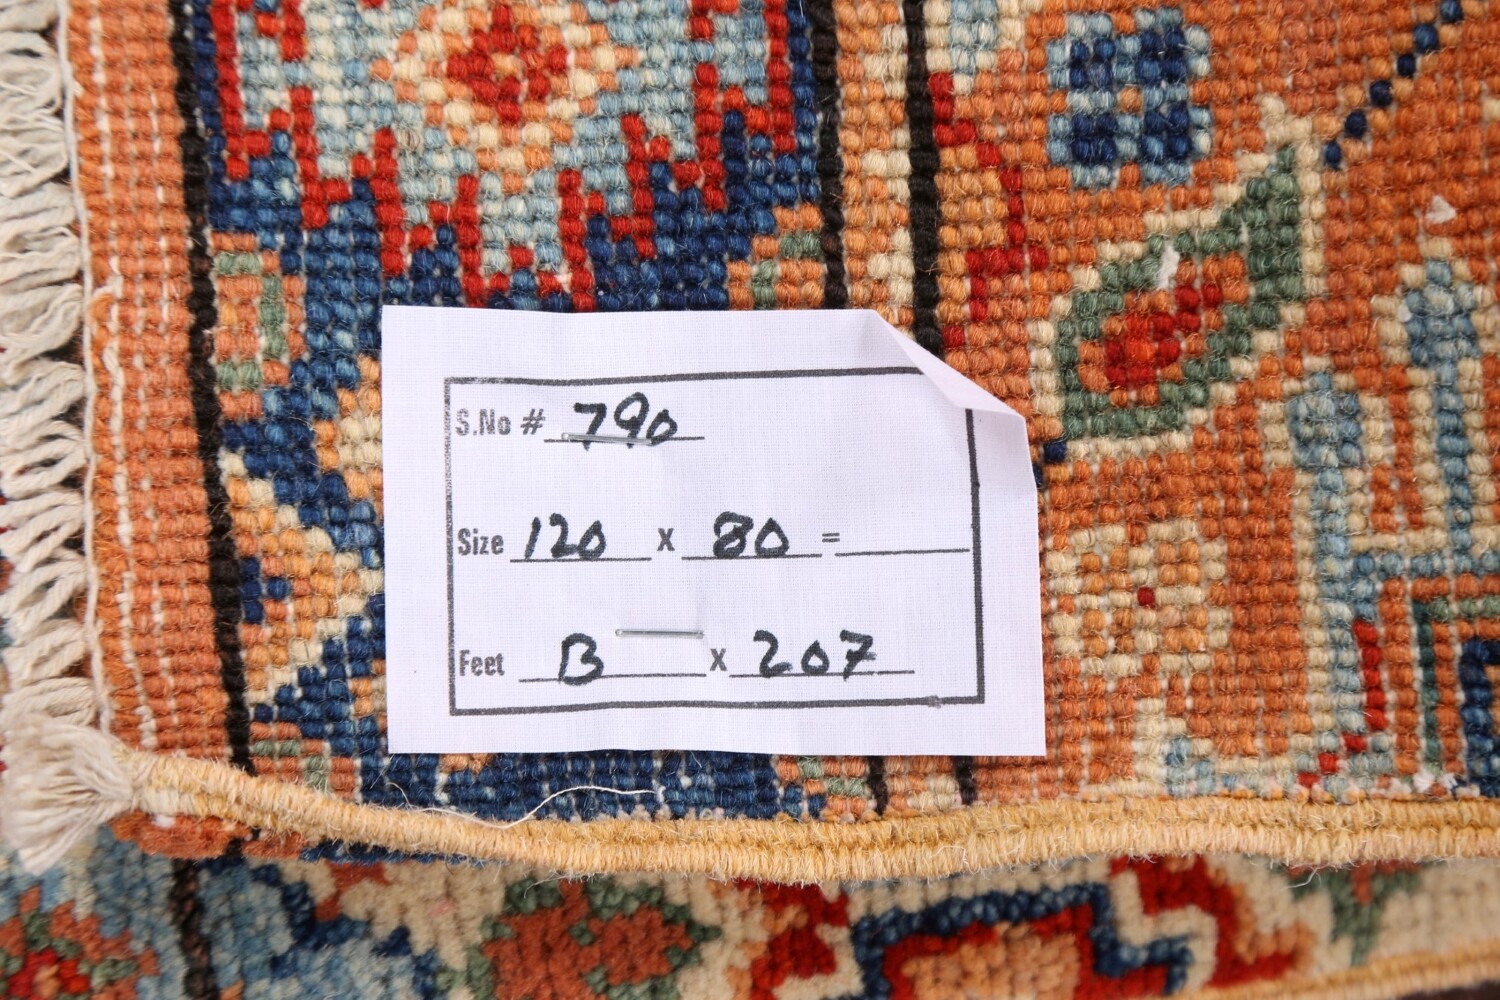 S.No # 790
Size 120 x 80 =
Feet B x 207